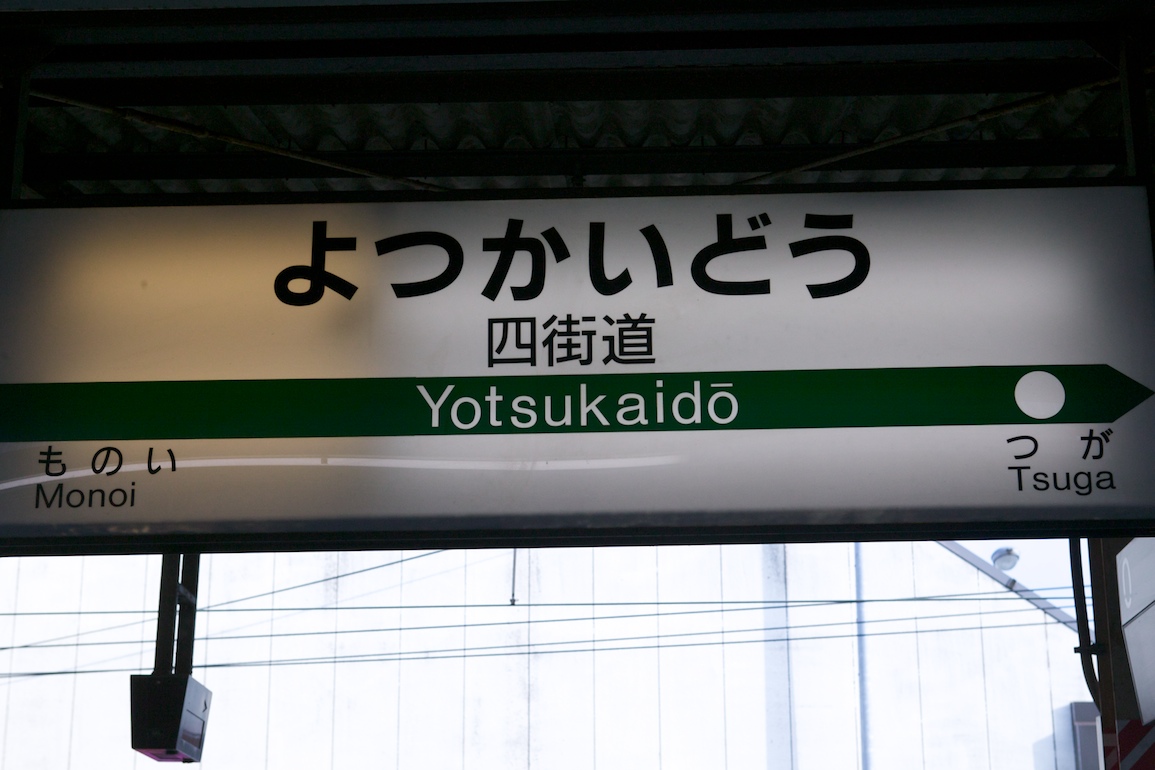 よつかいどう
四街道
Yotsukaidō
ものい
Monoi
つが
Tsuga